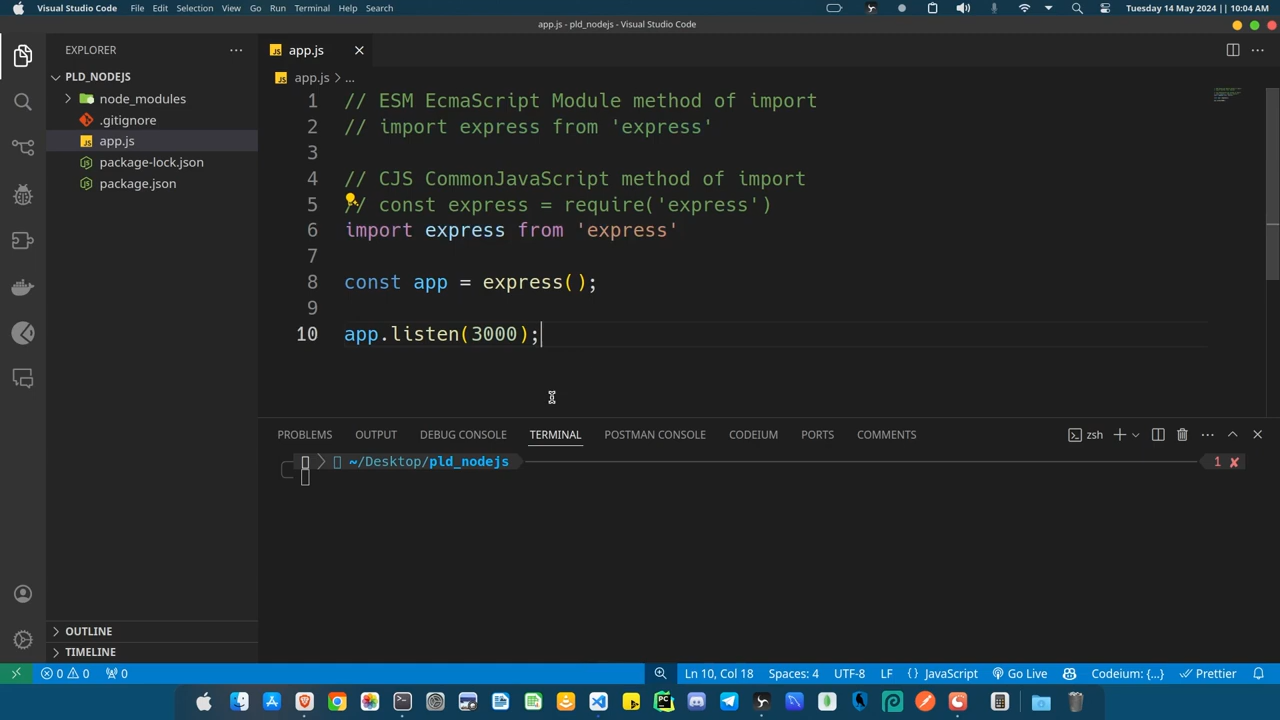 Visual Studio Code File Edit Selection View Go Run Terminal Help Search Tuesday 14 May 2024 || 10:04 AM
app.js - pld_nodejs - Visual Studio Code
EXPLORER
app.js
PLD_NODEJS
app.js > ...
node_modules
.gitignore
app.js
package-lock.json
package.json
1 // ESM EcmaScript Module method of import
2 // import express from 'express'
3
4 // CJS CommonJavaScript method of import
5 // const express = require('express')
6 import express from 'express'
7
8 const app = express();
9
10 app.listen(3000);
PROBLEMS OUTPUT DEBUG CONSOLE TERMINAL POSTMAN CONSOLE CODEIUM PORTS COMMENTS zsh
~/Desktop/pld_nodejs 1 ✘
OUTLINE
TIMELINE
0 0 0 Ln 10, Col 18 Spaces: 4 UTF-8 LF {} JavaScript Go Live Codeium: {...} Prettier